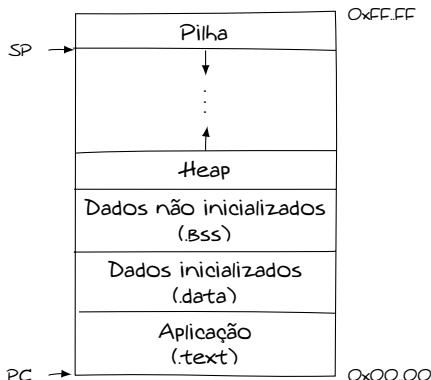 0xFF..FF
Pilha
SP
Heap
Dados não inicializados
(.bss)
Dados inicializados
(.data)
Aplicação
(.text)
PC
0x00..00